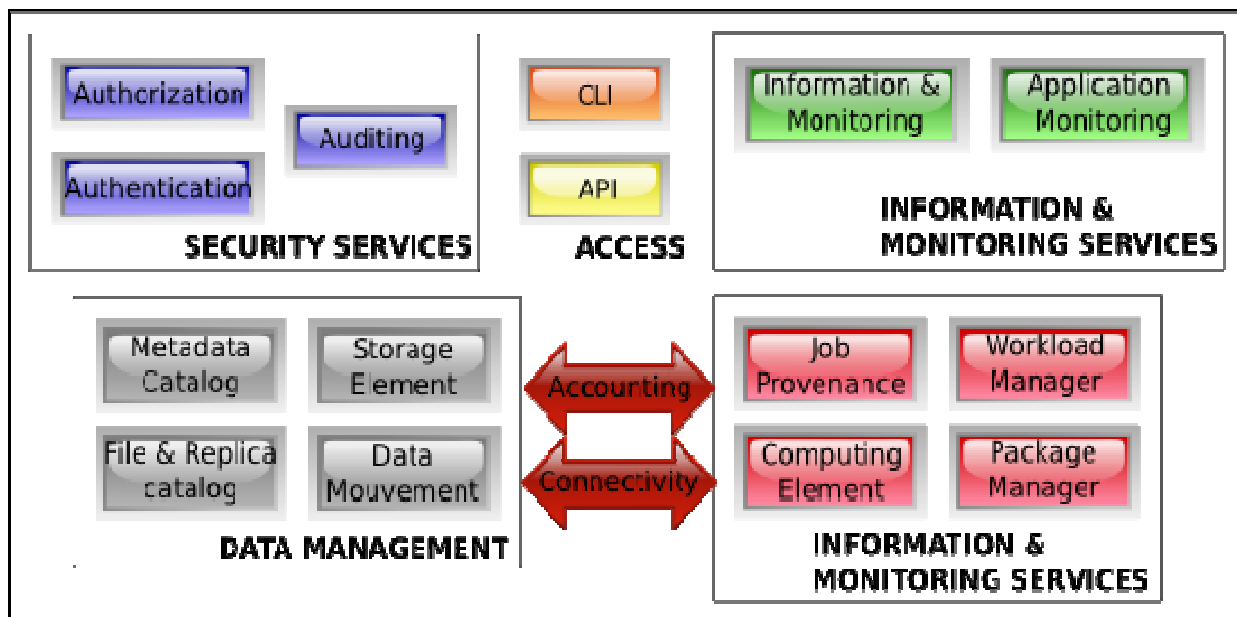 Authorization
Auditing
Authentication
SECURITY SERVICES
CLI
API
ACCESS
Information &
Monitoring
Application
Monitoring
INFORMATION &
MONITORING SERVICES
Metadata
Catalog
Storage
Element
File & Replica
catalog
Data
Mouvement
DATA MANAGEMENT
Accounting
Connectivity
Job
Provenance
Workload
Manager
Computing
Element
Package
Manager
INFORMATION &
MONITORING SERVICES